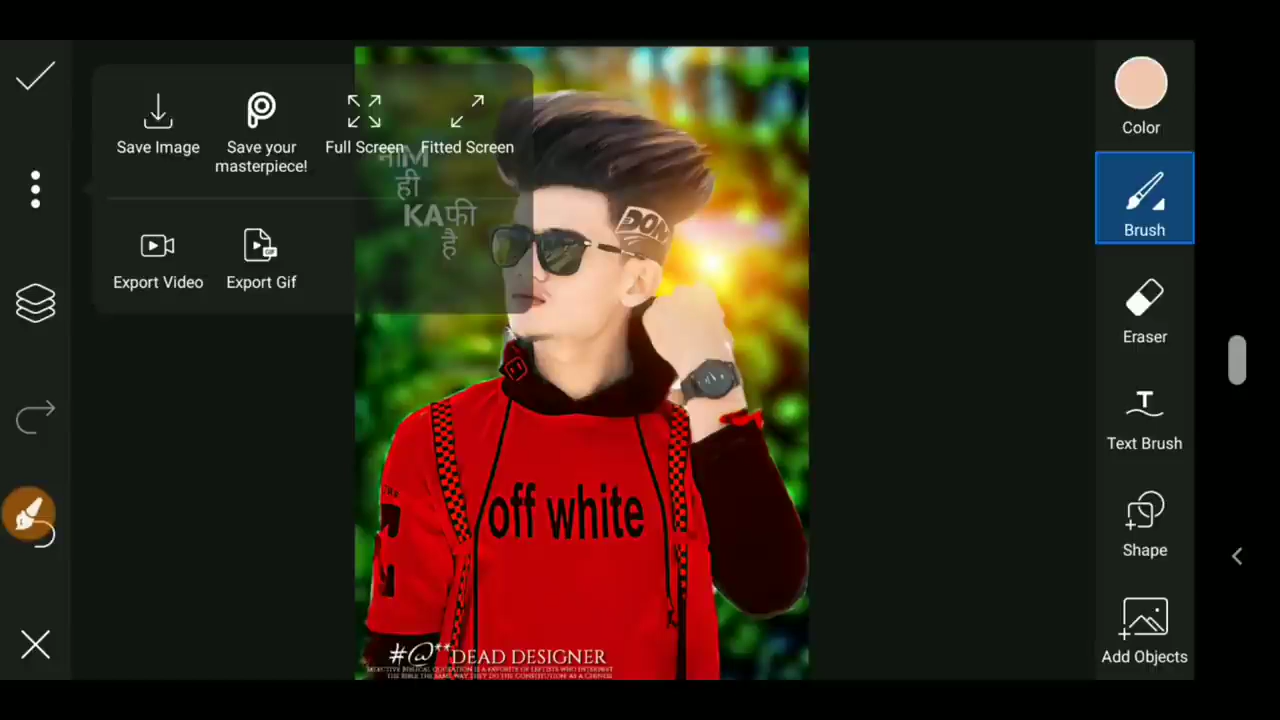 Save Image
Save your
masterpiece!
Full Screen
Fitted Screen
Export Video
Export Gif
GIF
नाM
ही
KAफी
है
DON
off white
#@** DEAD DESIGNER
Color
Brush
Eraser
T
Text Brush
Shape
Add Objects